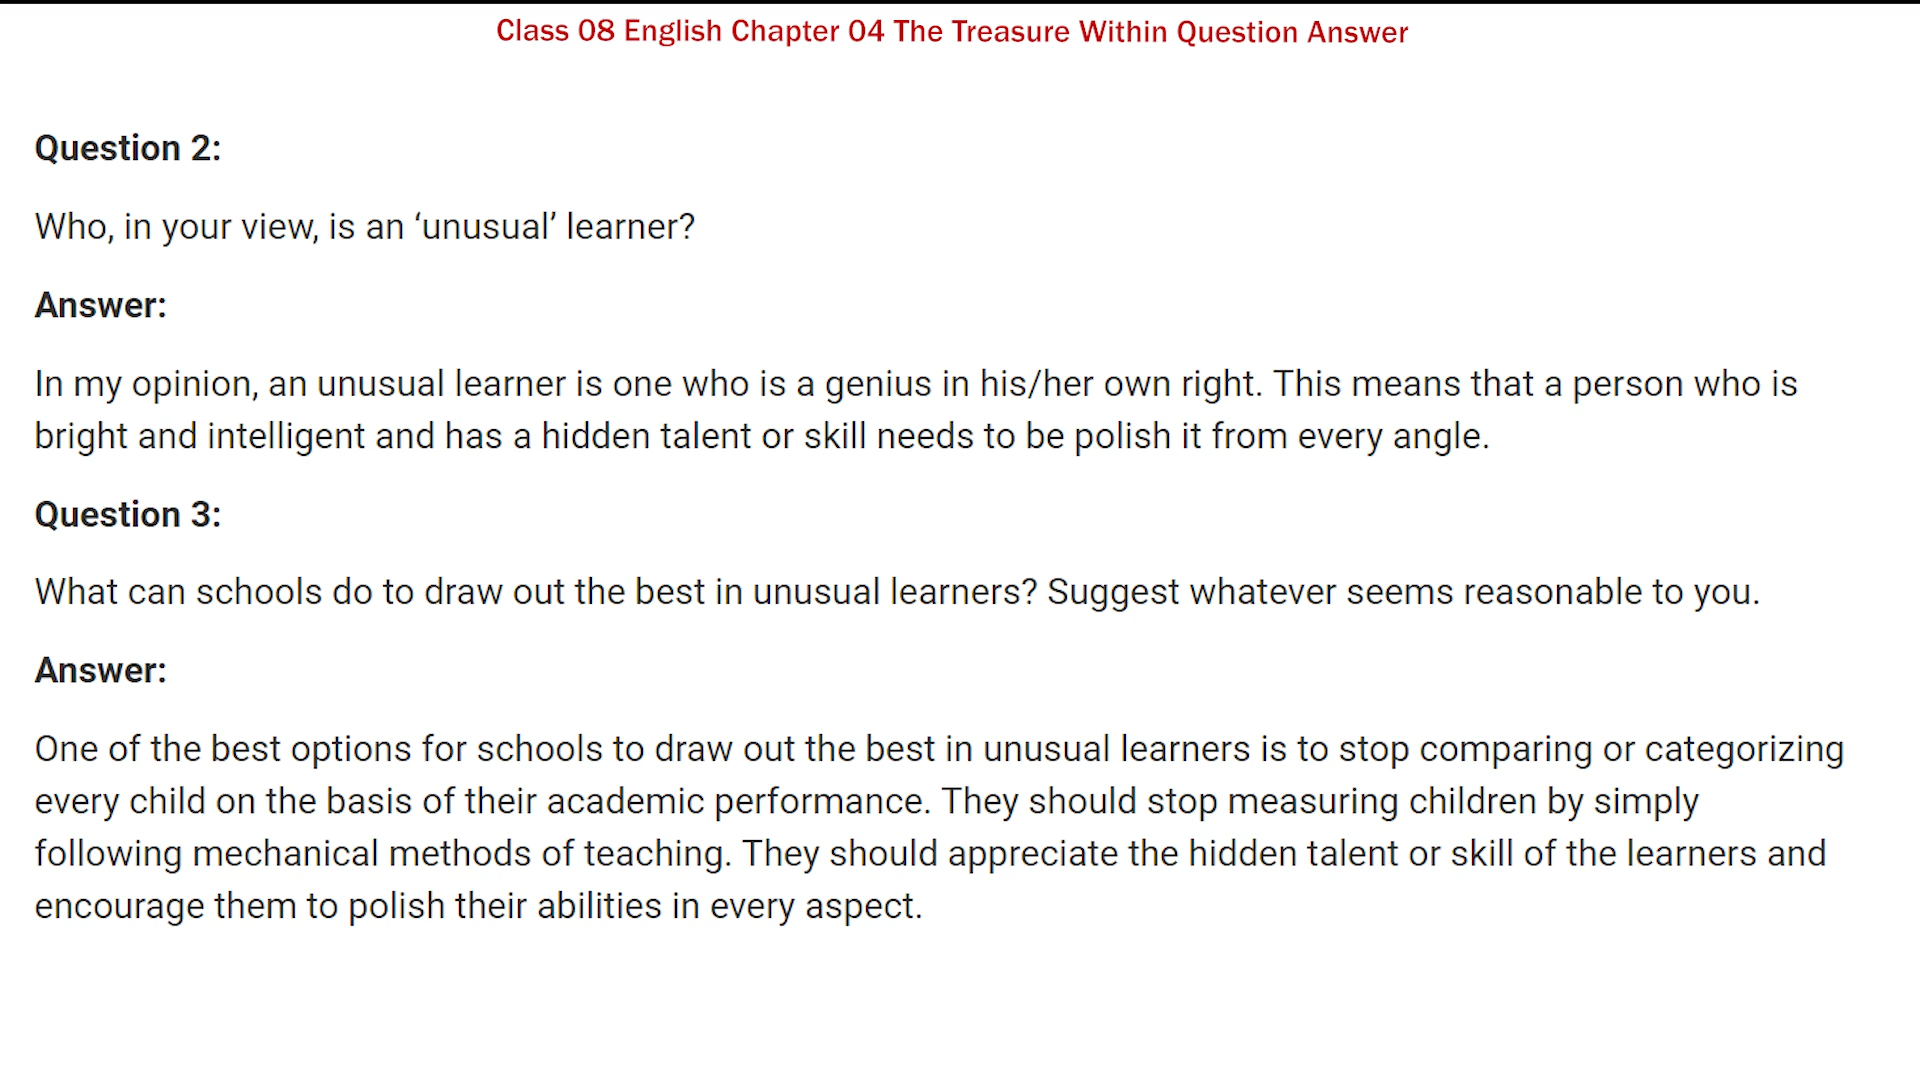 Class 08 English Chapter 04 The Treasure Within Question Answer
Question 2:
Who, in your view, is an ‘unusual’ learner?
Answer:
In my opinion, an unusual learner is one who is a genius in his/her own right. This means that a person who is
bright and intelligent and has a hidden talent or skill needs to be polish it from every angle.
Question 3:
What can schools do to draw out the best in unusual learners? Suggest whatever seems reasonable to you.
Answer:
One of the best options for schools to draw out the best in unusual learners is to stop comparing or categorizing
every child on the basis of their academic performance. They should stop measuring children by simply
following mechanical methods of teaching. They should appreciate the hidden talent or skill of the learners and
encourage them to polish their abilities in every aspect.